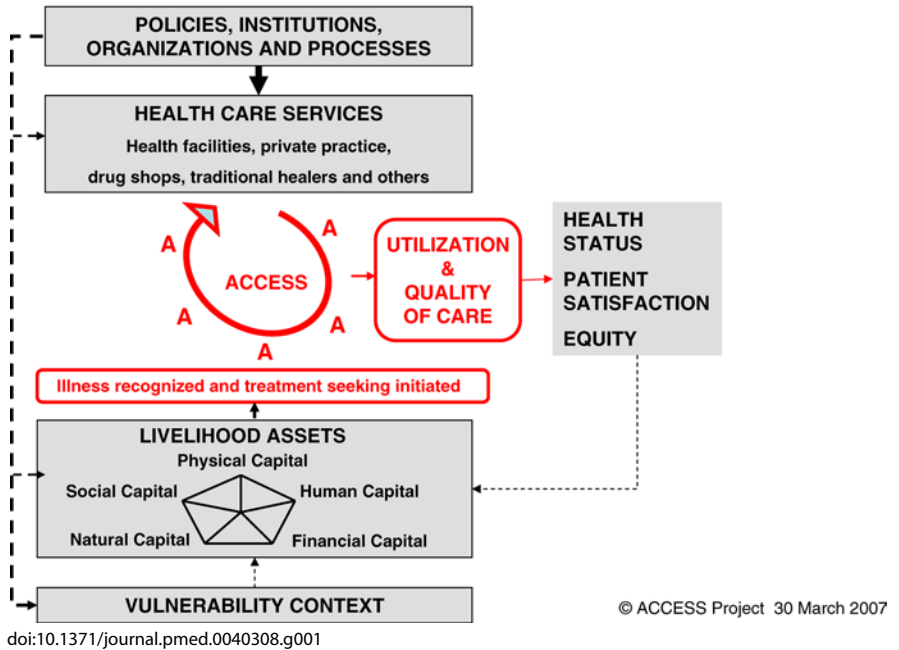 POLICIES, INSTITUTIONS,
ORGANIZATIONS AND PROCESSES
HEALTH CARE SERVICES
Health facilities, private practice,
drug shops, traditional healers and others
A
A
ACCESS
A
A
A
UTILIZATION
&
QUALITY
OF CARE
HEALTH
STATUS
PATIENT
SATISFACTION
EQUITY
Illness recognized and treatment seeking initiated
LIVELIHOOD ASSETS
Physical Capital
Social Capital
Human Capital
Natural Capital
Financial Capital
VULNERABILITY CONTEXT
© ACCESS Project 30 March 2007
doi:10.1371/journal.pmed.0040308.g001